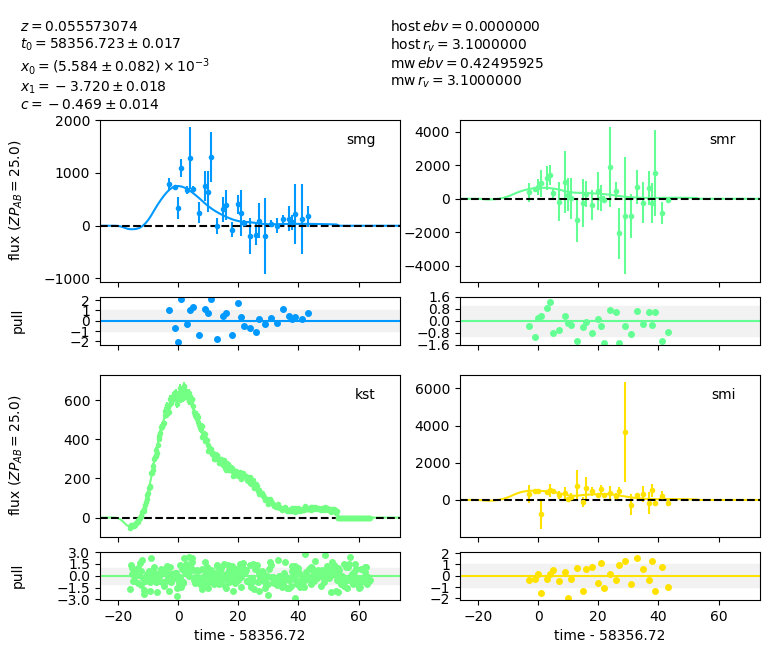 z = 0.055573074
t₀ = 58356.723 ± 0.017
x₀ = (5.584 ± 0.082) × 10⁻³
x₁ = −3.720 ± 0.018
c = −0.469 ± 0.014
host ebv = 0.0000000
host r_v = 3.1000000
mw ebv = 0.42495925
mw r_v = 3.1000000
smg
flux (ZP_AB = 25.0)
2000
1000
0
−1000
smr
4000
2000
0
−2000
−4000
pull
2
1
0
−1
−2
1.6
0.8
0.0
−0.8
−1.6
kst
flux (ZP_AB = 25.0)
600
400
200
0
smi
6000
4000
2000
0
pull
3.0
1.5
0.0
−1.5
−3.0
−20 0 20 40 60
time - 58356.72
2
1
0
−1
−2
−20 0 20 40 60
time - 58356.72